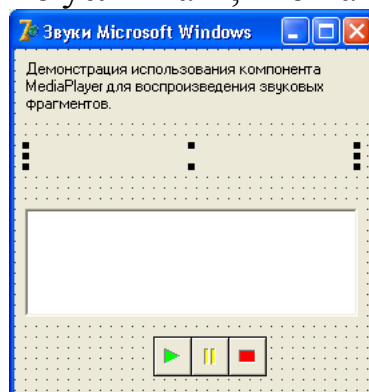 Звуки Microsoft Windows
Демонстрация использования компонента
MediaPlayer для воспроизведения звуковых
фрагментов.